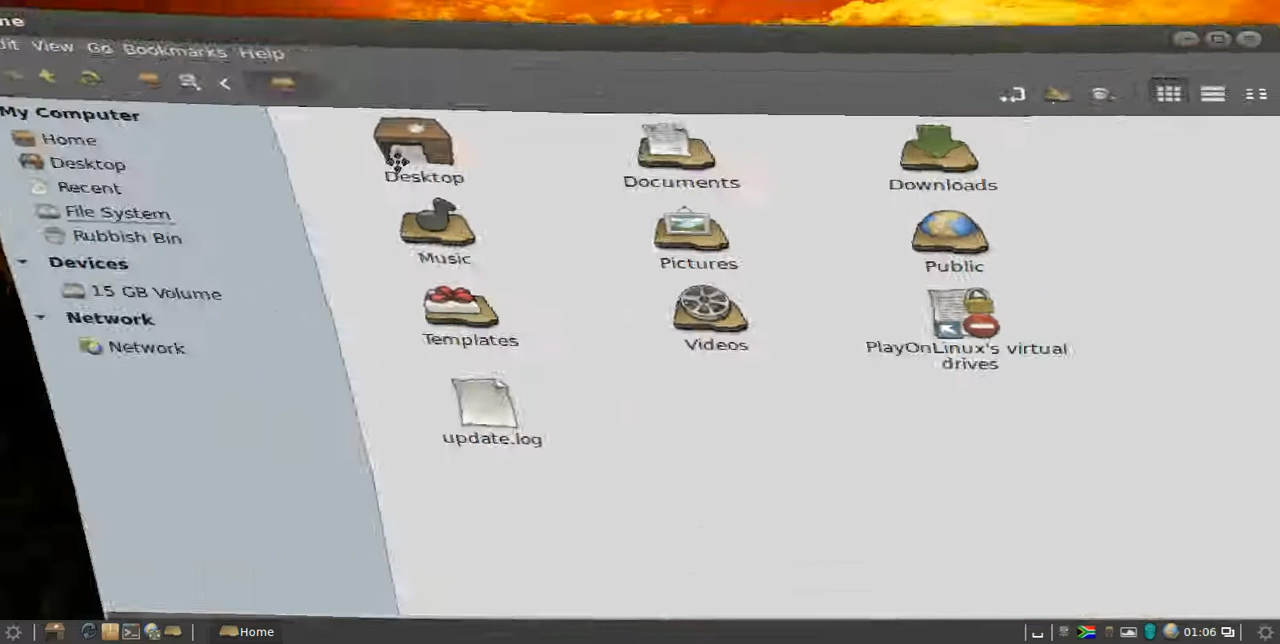 me
dit View Go Bookmarks Help
My Computer
Home
Desktop
Recent
File System
Rubbish Bin
Devices
15 GB Volume
Network
Network
Desktop
Documents
Downloads
Music
Pictures
Public
Templates
Videos
PlayOnLinux's virtual
drives
update.log
Home
01:06